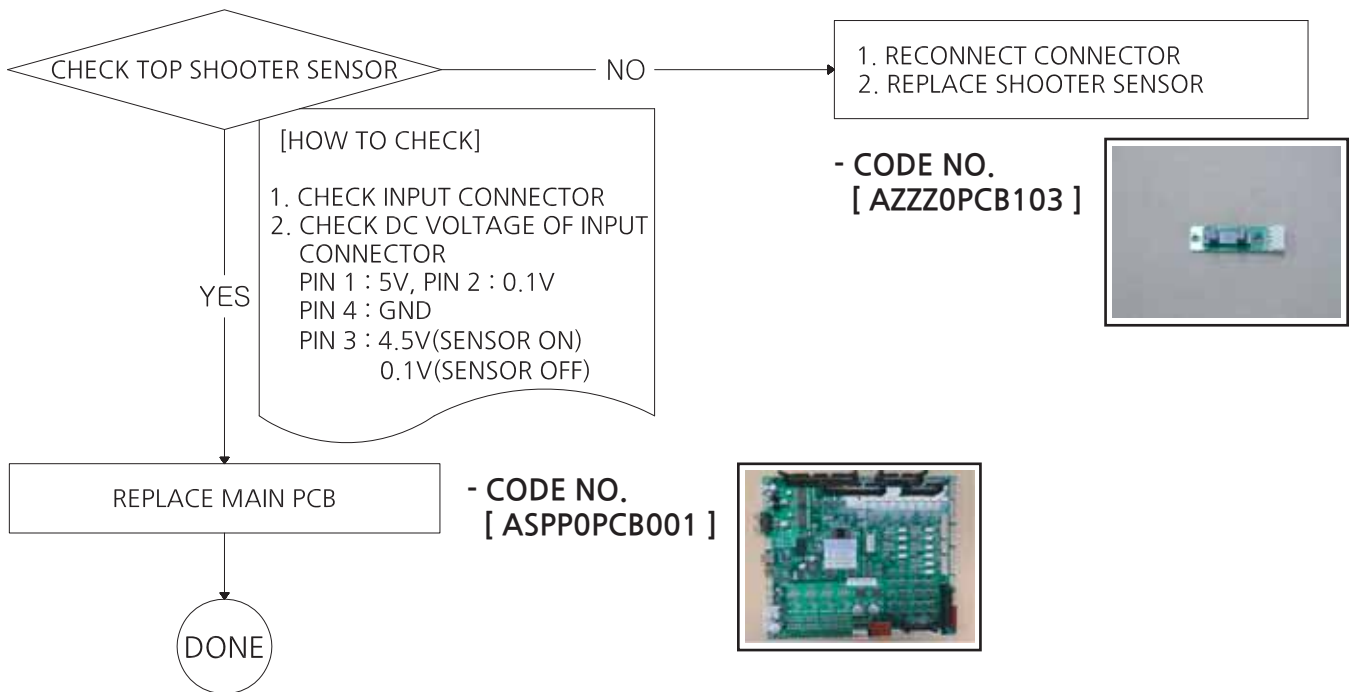 CHECK TOP SHOOTER SENSOR
NO
1. RECONNECT CONNECTOR
2. REPLACE SHOOTER SENSOR
- CODE NO.
[ AZZZ0PCB103 ]
[HOW TO CHECK]
1. CHECK INPUT CONNECTOR
2. CHECK DC VOLTAGE OF INPUT
CONNECTOR
PIN 1 : 5V, PIN 2 : 0.1V
PIN 4 : GND
PIN 3 : 4.5V(SENSOR ON)
0.1V(SENSOR OFF)
YES
REPLACE MAIN PCB
- CODE NO.
[ ASPP0PCB001 ]
DONE